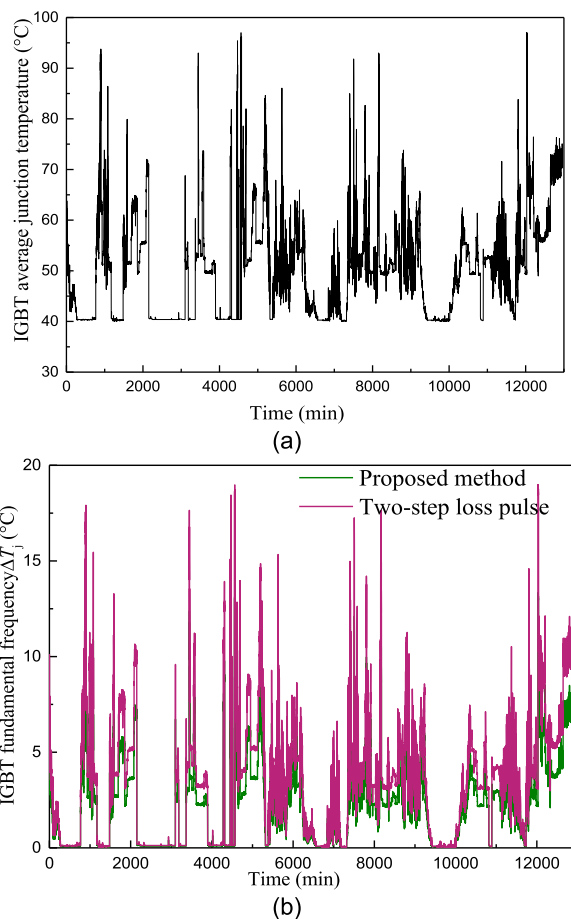 100
90
80
70
60
50
40
30
IGBT average junction temperature (°C)
0 2000 4000 6000 8000 10000 12000
Time (min)
(a)
20
15
10
5
0
IGBT fundamental frequencyΔTj (°C)
Proposed method
Two-step loss pulse
0 2000 4000 6000 8000 10000 12000
Time (min)
(b)